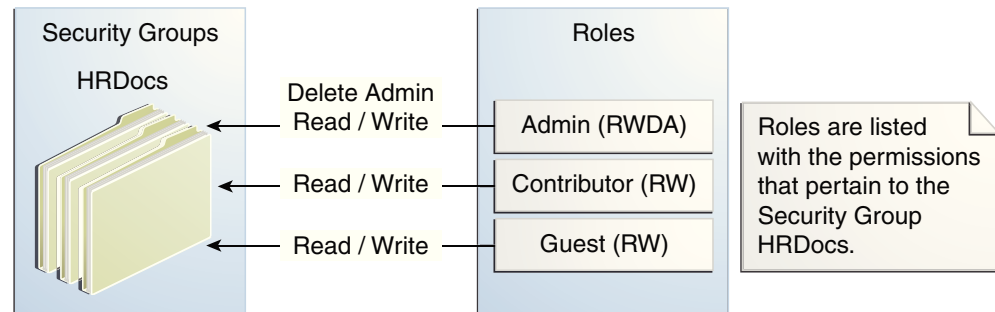 Security Groups
HRDocs
Delete Admin
Read / Write
Read / Write
Read / Write
Roles
Admin (RWDA)
Contributor (RW)
Guest (RW)
Roles are listed
with the permissions
that pertain to the
Security Group
HRDocs.